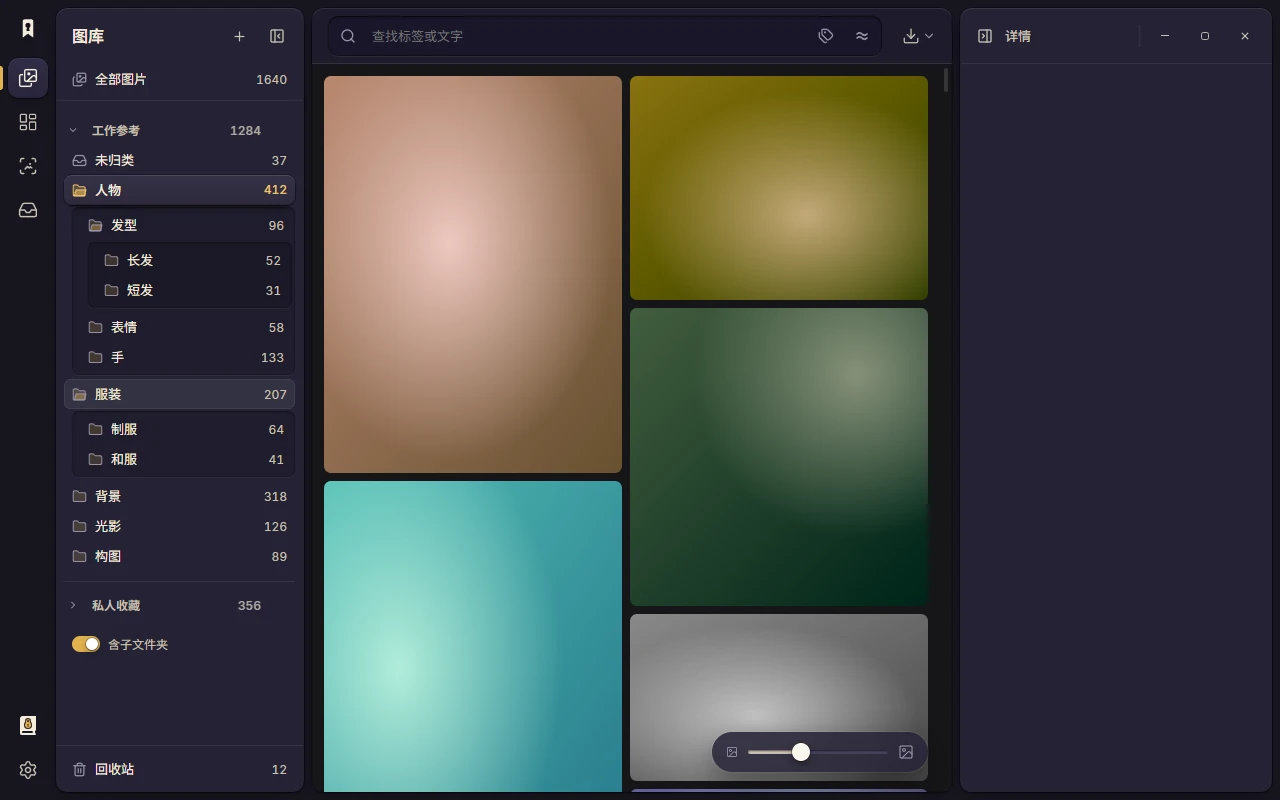 图库
全部图片 1640
工作参考 1284
未归类 37
人物 412
发型 96
长发 52
短发 31
表情 58
手 133
服装 207
制服 64
和服 41
背景 318
光影 126
构图 89
私人收藏 356
含子文件夹
回收站 12
查找标签或文字
详情